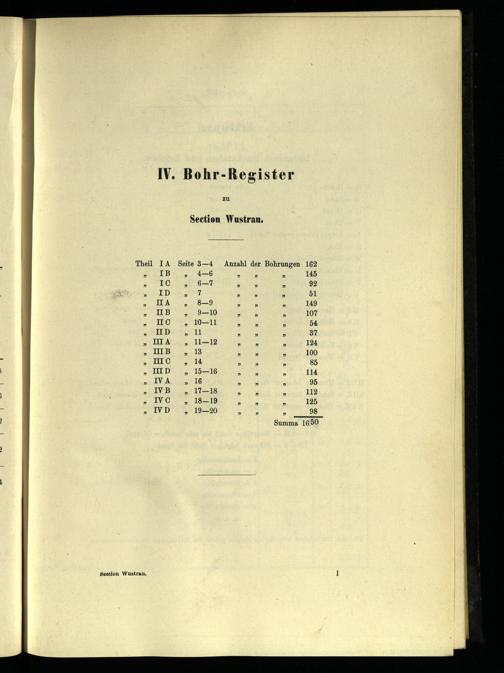 IV. Bohr-Register
zu
Section Wustrau.
Theil I A Seite 3—4 Anzahl der Bohrungen 162
„ I B „ 4—6 „ „ „ 145
„ I C „ 6—7 „ „ „ 92
„ I D „ 7 „ „ „ 51
„ II A „ 8—9 „ „ „ 149
„ II B „ 9—10 „ „ „ 107
„ II C „ 10—11 „ „ „ 54
„ II D „ 11 „ „ „ 37
„ III A „ 11—12 „ „ „ 124
„ III B „ 13 „ „ „ 100
„ III C „ 14 „ „ „ 85
„ III D „ 15—16 „ „ „ 114
„ IV A „ 16 „ „ „ 95
„ IV B „ 17—18 „ „ „ 112
„ IV C „ 18—19 „ „ „ 125
„ IV D „ 19—20 „ „ „ 98
Summa 1650
Section Wustrau. 1